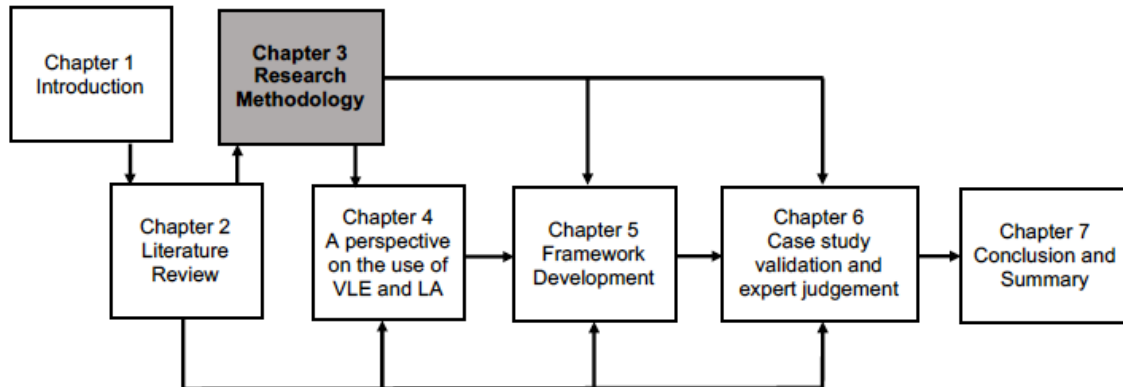 Chapter 1
Introduction
Chapter 2
Literature
Review
Chapter 3
Research
Methodology
Chapter 4
A perspective
on the use of
VLE and LA
Chapter 5
Framework
Development
Chapter 6
Case study
validation and
expert judgement
Chapter 7
Conclusion and
Summary